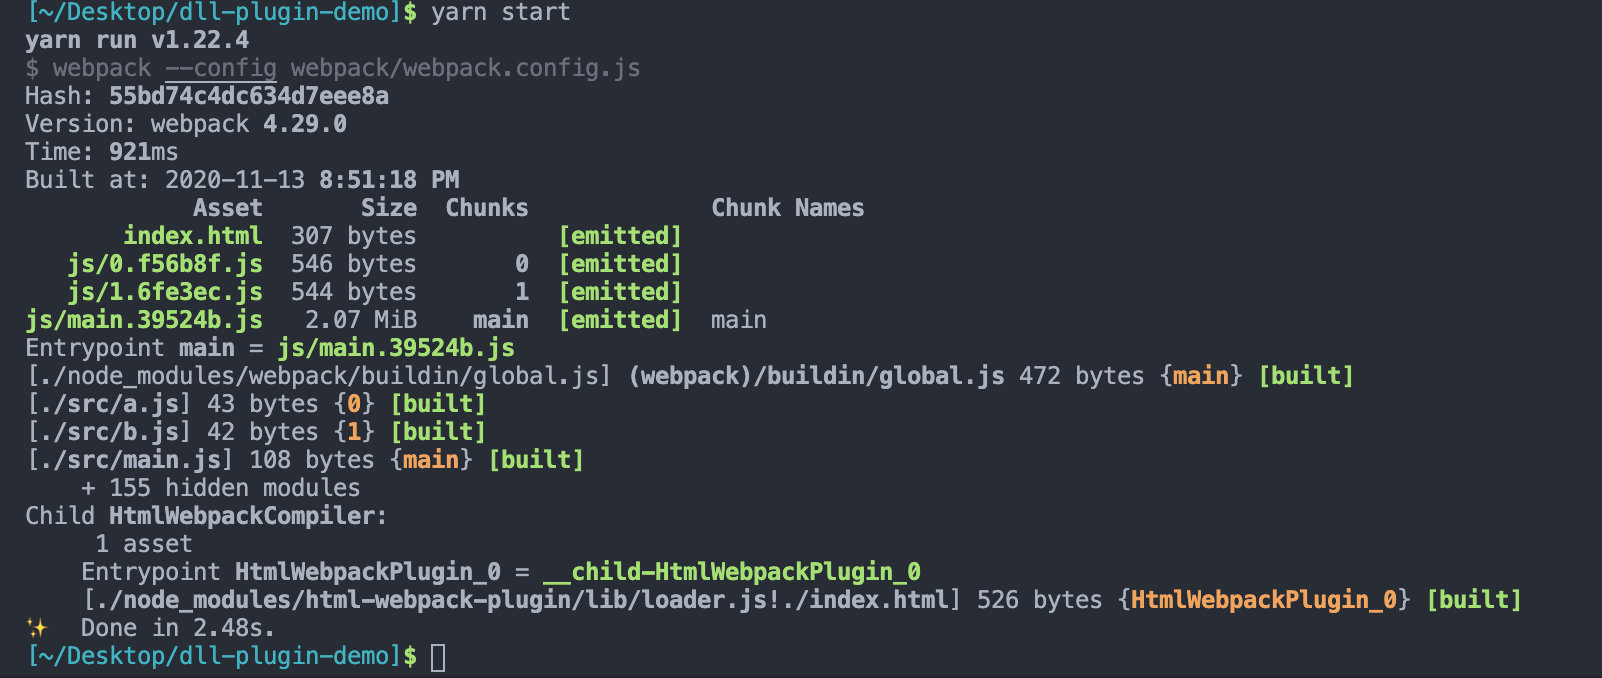 [~/Desktop/dll-plugin-demo]$ yarn start
yarn run v1.22.4
$ webpack --config webpack/webpack.config.js
Hash: 55bd74c4dc634d7eee8a
Version: webpack 4.29.0
Time: 921ms
Built at: 2020-11-13 8:51:18 PM
Asset Size Chunks Chunk Names
index.html 307 bytes [emitted]
js/0.f56b8f.js 546 bytes 0 [emitted]
js/1.6fe3ec.js 544 bytes 1 [emitted]
js/main.39524b.js 2.07 MiB main [emitted] main
Entrypoint main = js/main.39524b.js
[./node_modules/webpack/buildin/global.js] (webpack)/buildin/global.js 472 bytes {main} [built]
[./src/a.js] 43 bytes {0} [built]
[./src/b.js] 42 bytes {1} [built]
[./src/main.js] 108 bytes {main} [built]
+ 155 hidden modules
Child HtmlWebpackCompiler:
1 asset
Entrypoint HtmlWebpackPlugin_0 = __child-HtmlWebpackPlugin_0
[./node_modules/html-webpack-plugin/lib/loader.js!./index.html] 526 bytes {HtmlWebpackPlugin_0} [built]
✨ Done in 2.48s.
[~/Desktop/dll-plugin-demo]$